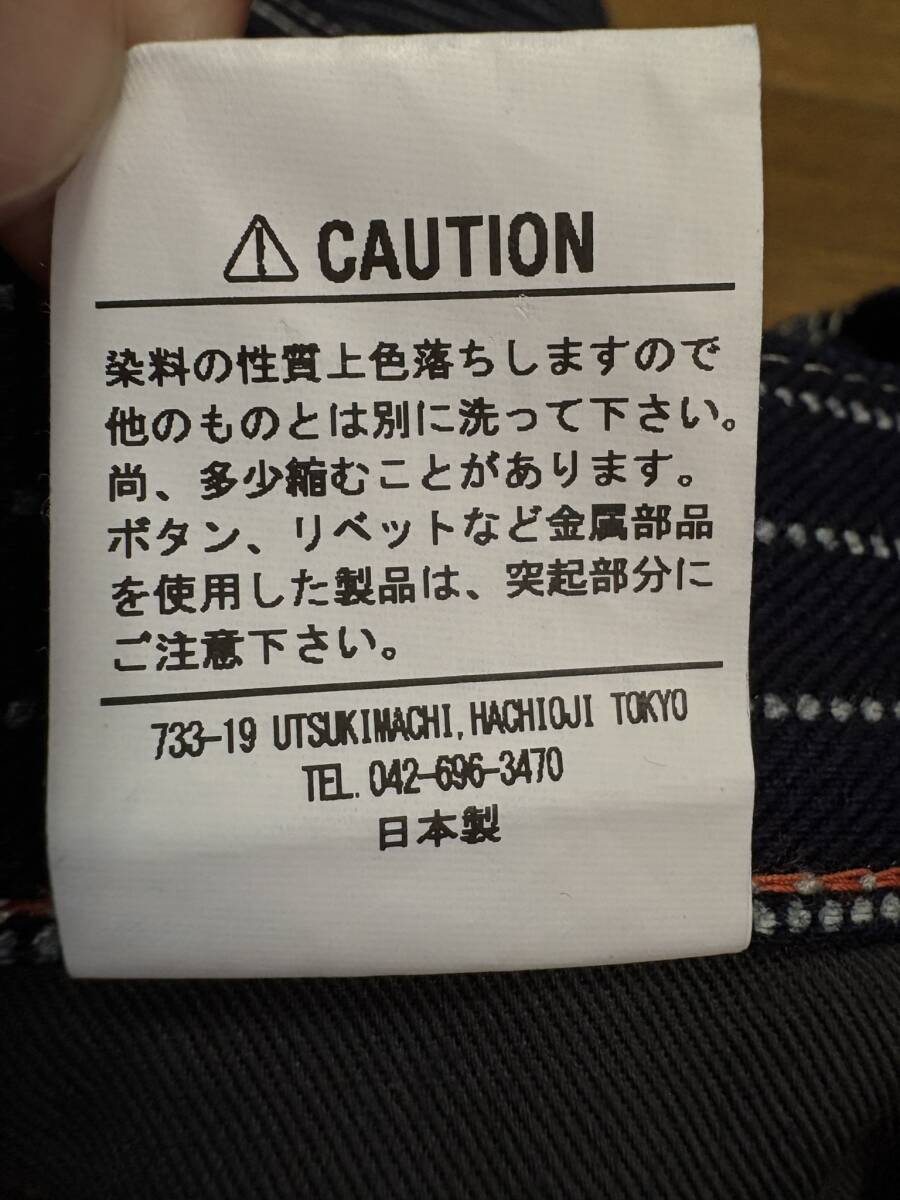 ⚠ CAUTION
染料の性質上色落ちしますので
他のものとは別に洗って下さい。
尚、多少縮むことがあります。
ボタン、リベットなど金属部品
を使用した製品は、突起部分に
ご注意下さい。
733-19 UTSUKIMACHI, HACHIOJI TOKYO
TEL. 042-696-3470
日本製